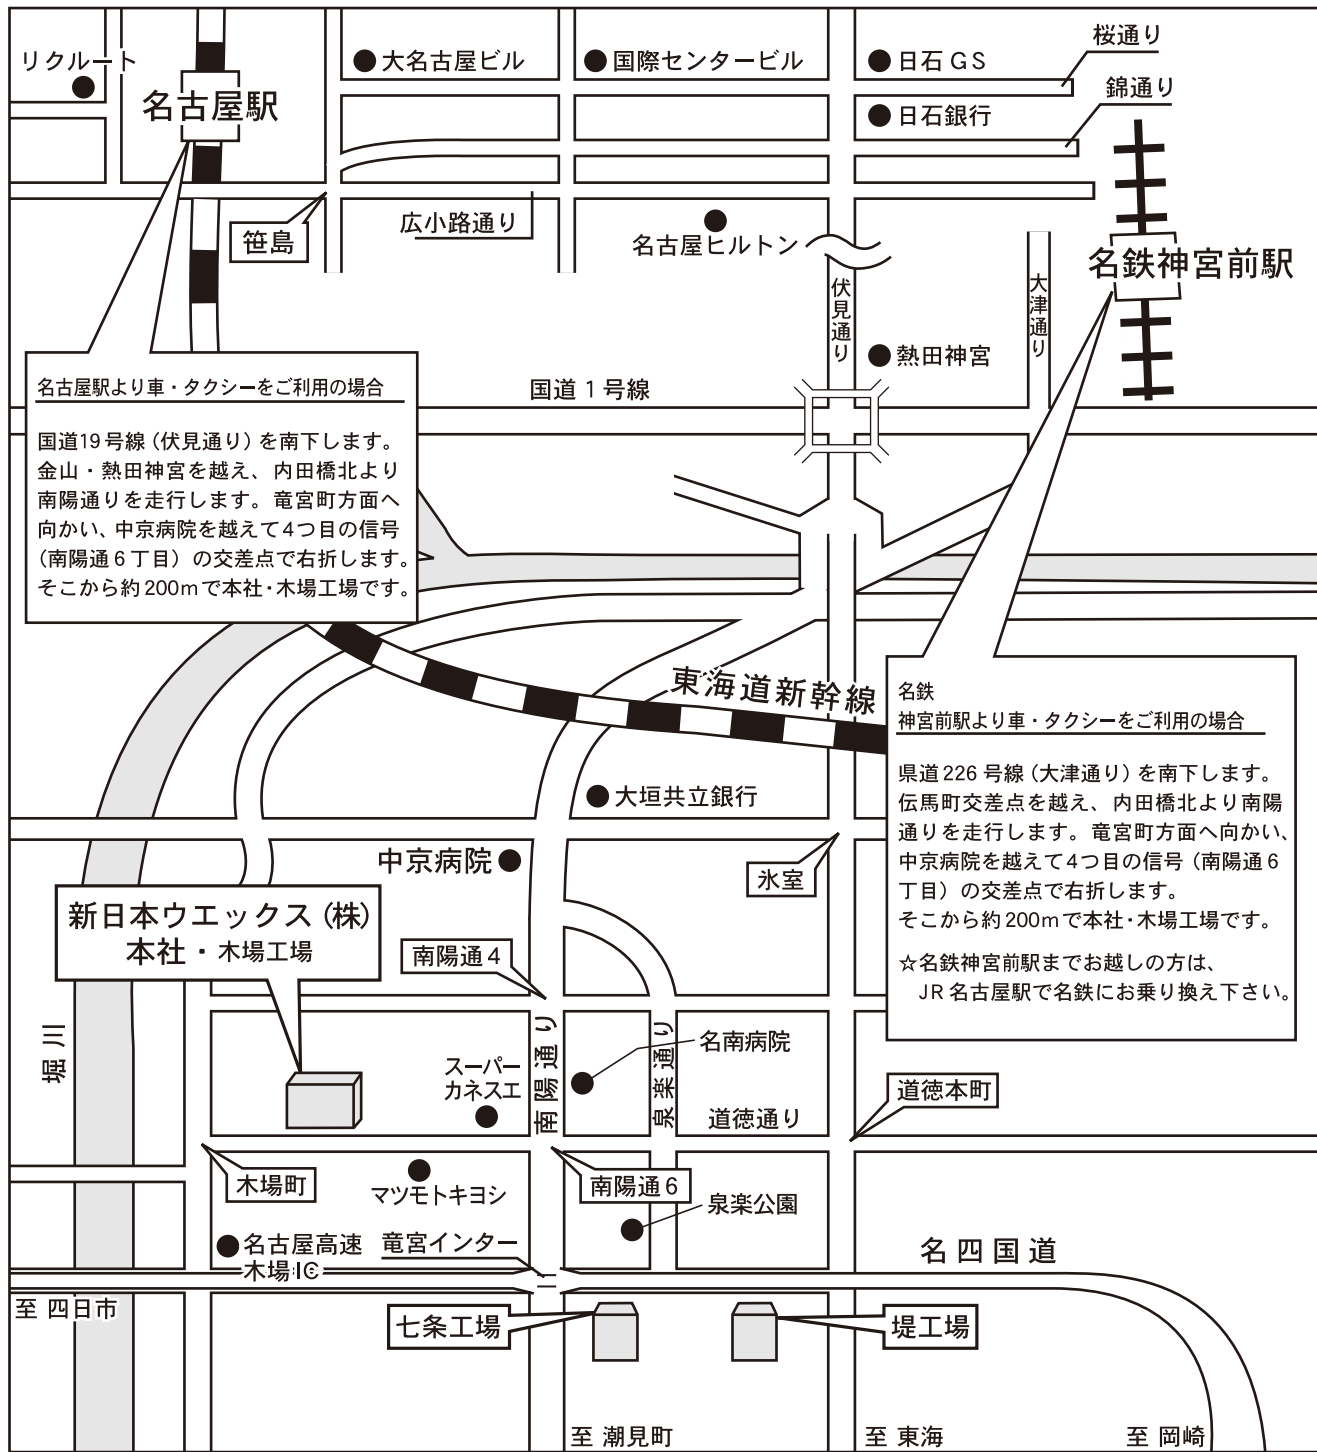 リクルート
名古屋駅
大名古屋ビル
国際センタービル
日石GS
桜通り
錦通り
日石銀行
笹島
広小路通り
名古屋ヒルトン
伏見通り
大津通り
名鉄神宮前駅
熱田神宮
国道1号線
名古屋駅より車・タクシーをご利用の場合
国道19号線(伏見通り)を南下します。
金山・熱田神宮を越え、内田橋北より
南陽通りを走行します。竜宮町方面へ
向かい、中京病院を越えて4つ目の信号
(南陽通6丁目)の交差点で右折します。
そこから約200mで本社・木場工場です。
東海道新幹線
名鉄
神宮前駅より車・タクシーをご利用の場合
県道226号線(大津通り)を南下します。
伝馬町交差点を越え、内田橋北より南陽
通りを走行します。竜宮町方面へ向かい、
中京病院を越えて4つ目の信号(南陽通6
丁目)の交差点で右折します。
そこから約200mで本社・木場工場です。
☆名鉄神宮前駅までお越しの方は、
JR名古屋駅で名鉄にお乗り換え下さい。
大垣共立銀行
中京病院
氷室
新日本ウエックス(株)
本社・木場工場
南陽通4
堀川
南陽通り
泉楽通り
名南病院
スーパー
カネスエ
道徳通り
道徳本町
木場町
マツモトキヨシ
南陽通6
泉楽公園
名古屋高速
木場IC
竜宮インター
名四国道
至 四日市
七条工場
堤工場
至 潮見町
至 東海
至 岡崎